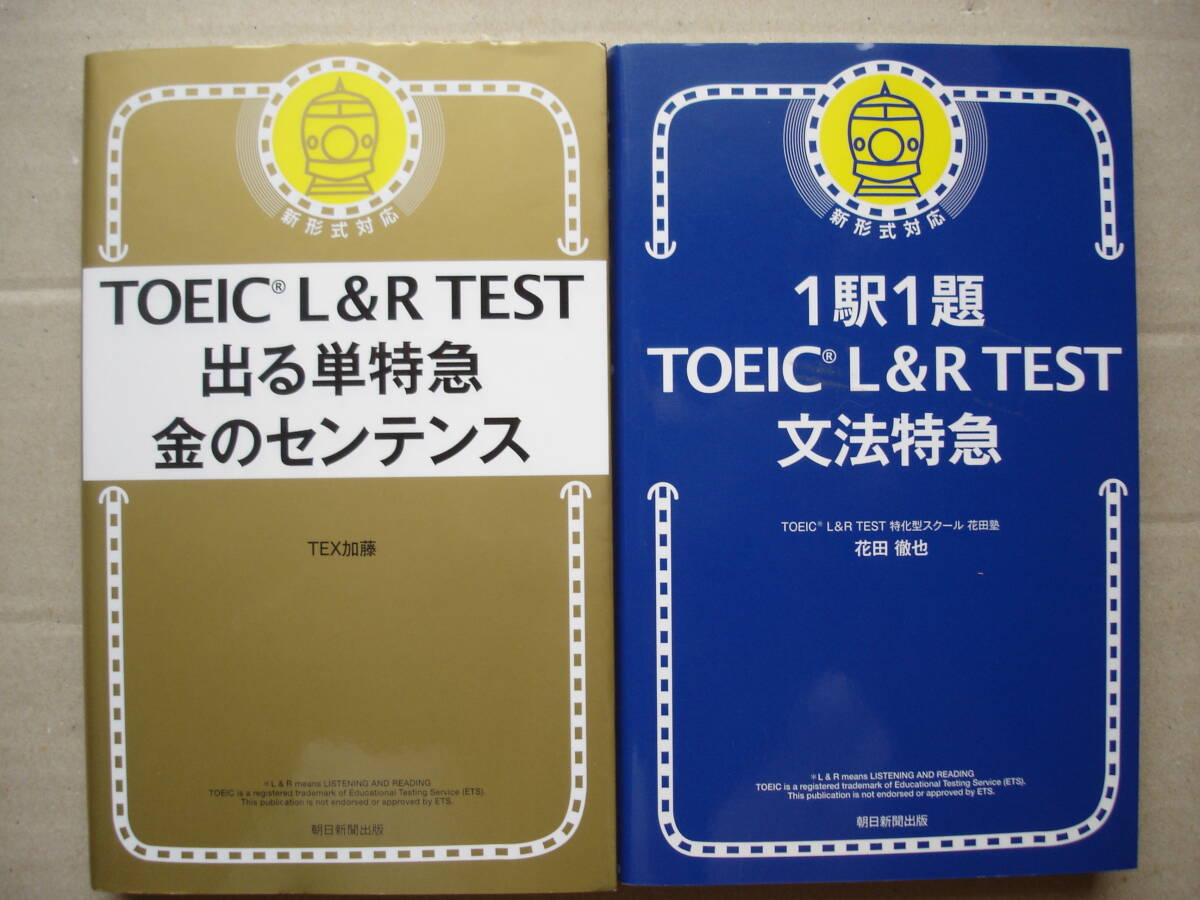 新形式対応
TOEIC® L&R TEST
出る単特急
金のセンテンス
TEX加藤
*L & R means LISTENING AND READING
TOEIC is a registered trademark of Educational Testing Service (ETS).
This publication is not endorsed or approved by ETS.
朝日新聞出版
新形式対応
1駅1題
TOEIC® L&R TEST
文法特急
TOEIC® L&R TEST 特化型スクール 花田塾
花田 徹也
*L & R means LISTENING AND READING
TOEIC is a registered trademark of Educational Testing Service (ETS).
This publication is not endorsed or approved by ETS.
朝日新聞出版